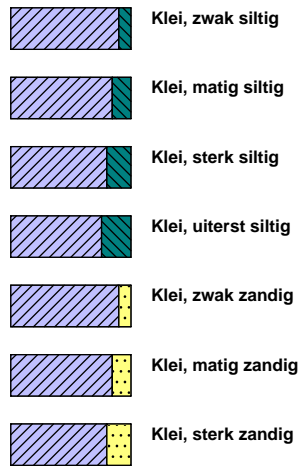 Klei, zwak siltig
Klei, matig siltig
Klei, sterk siltig
Klei, uiterst siltig
Klei, zwak zandig
Klei, matig zandig
Klei, sterk zandig